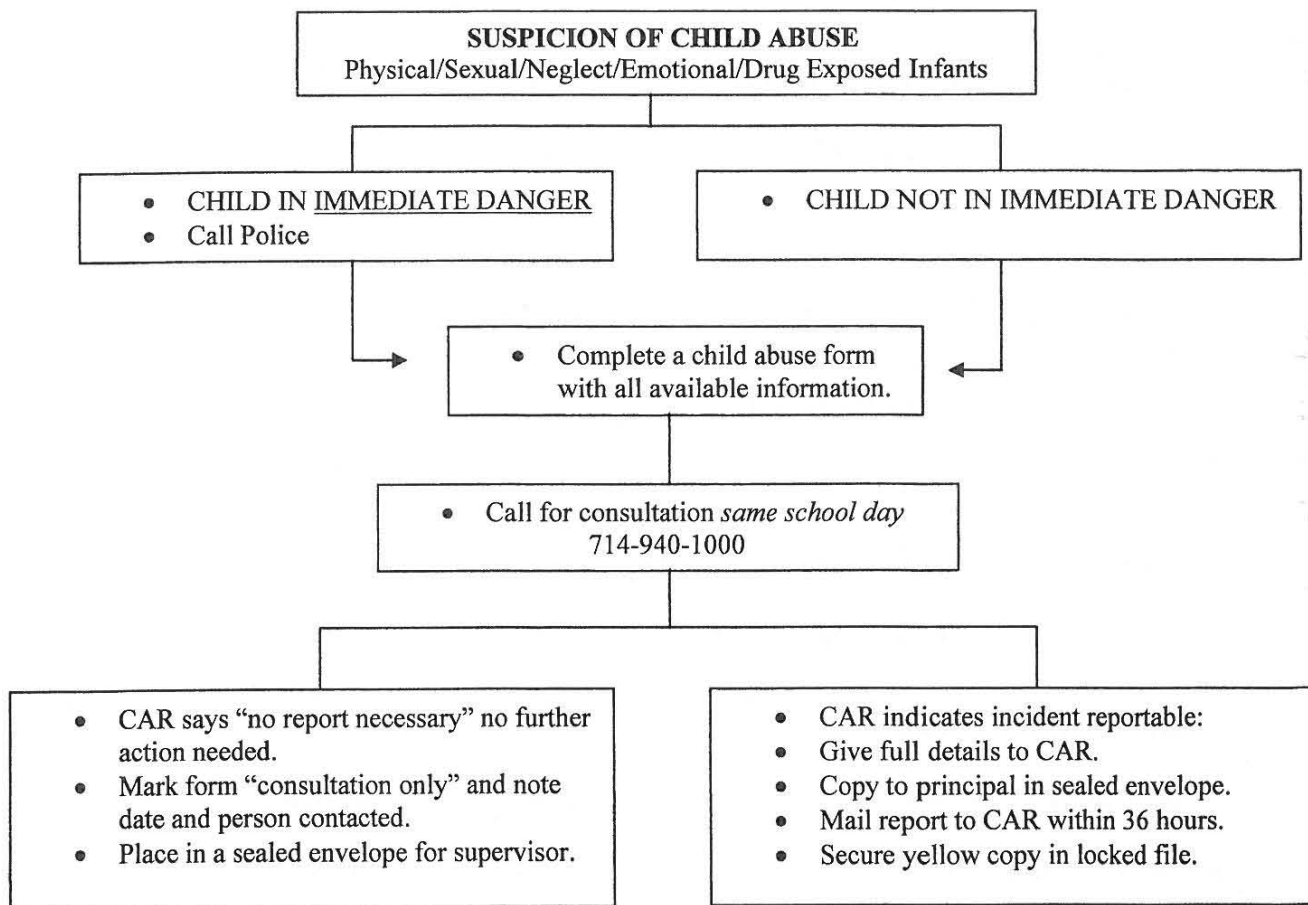 SUSPICION OF CHILD ABUSE
Physical/Sexual/Neglect/Emotional/Drug Exposed Infants
• CHILD IN IMMEDIATE DANGER
• Call Police
• CHILD NOT IN IMMEDIATE DANGER
• Complete a child abuse form
with all available information.
• Call for consultation same school day
714-940-1000
• CAR says “no report necessary” no further
action needed.
• Mark form “consultation only” and note
date and person contacted.
• Place in a sealed envelope for supervisor.
• CAR indicates incident reportable:
• Give full details to CAR.
• Copy to principal in sealed envelope.
• Mail report to CAR within 36 hours.
• Secure yellow copy in locked file.